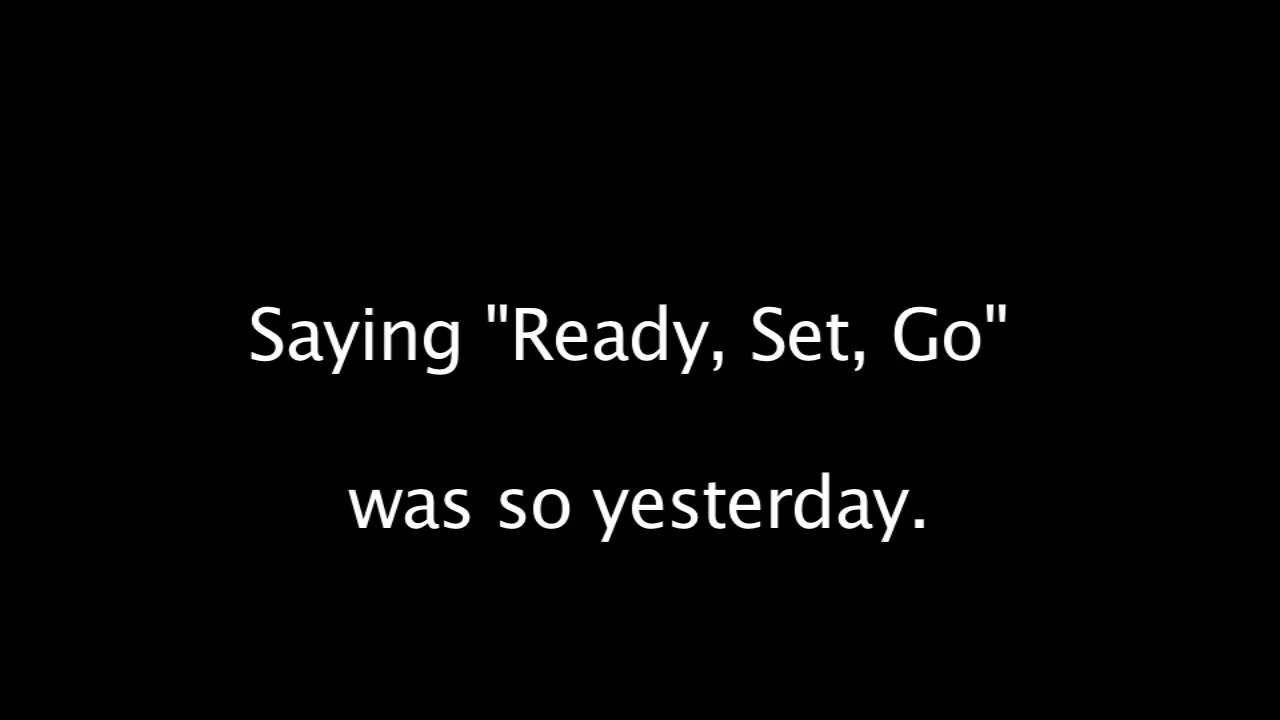 Saying "Ready, Set, Go"
was so yesterday.